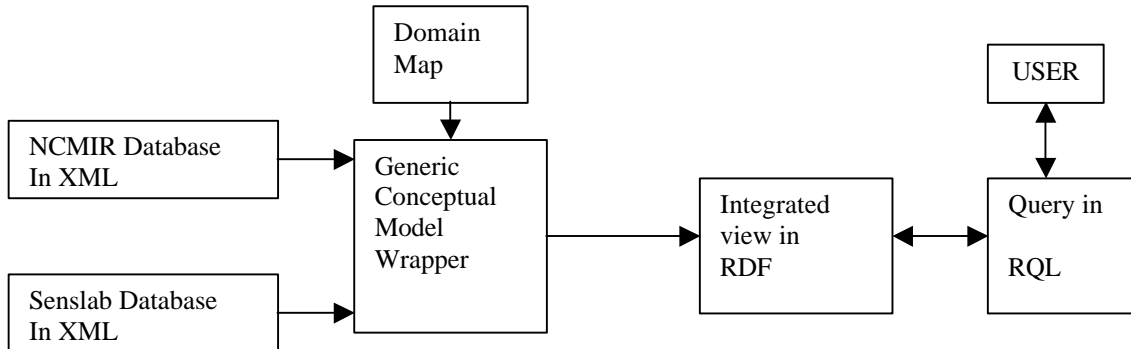 Domain
Map
USER
NCMIR Database
In XML
Generic
Conceptual
Model
Wrapper
Integrated
view in
RDF
Query in
RQL
Senslab Database
In XML